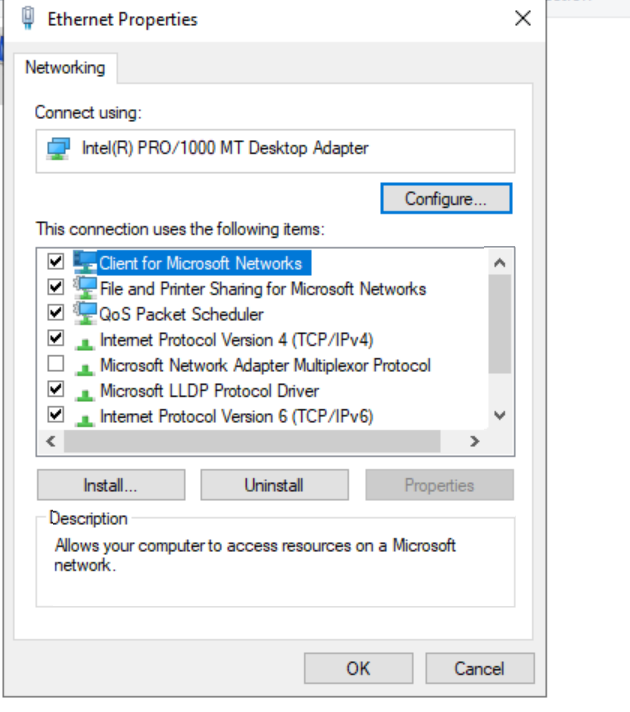 Ethernet Properties
Networking
Connect using:
Intel(R) PRO/1000 MT Desktop Adapter
Configure...
This connection uses the following items:
Client for Microsoft Networks
File and Printer Sharing for Microsoft Networks
QoS Packet Scheduler
Internet Protocol Version 4 (TCP/IPv4)
Microsoft Network Adapter Multiplexor Protocol
Microsoft LLDP Protocol Driver
Internet Protocol Version 6 (TCP/IPv6)
Install...
Uninstall
Properties
Description
Allows your computer to access resources on a Microsoft
network.
OK
Cancel